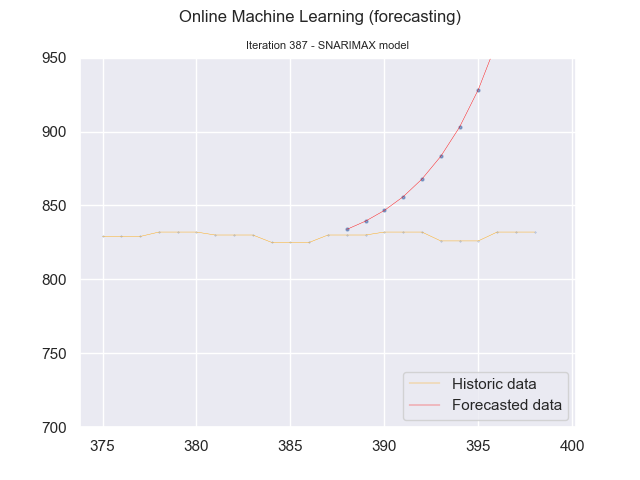 Online Machine Learning (forecasting)
Iteration 387 - SNARIMAX model
950
900
850
800
750
700
375 380 385 390 395 400
Historic data
Forecasted data